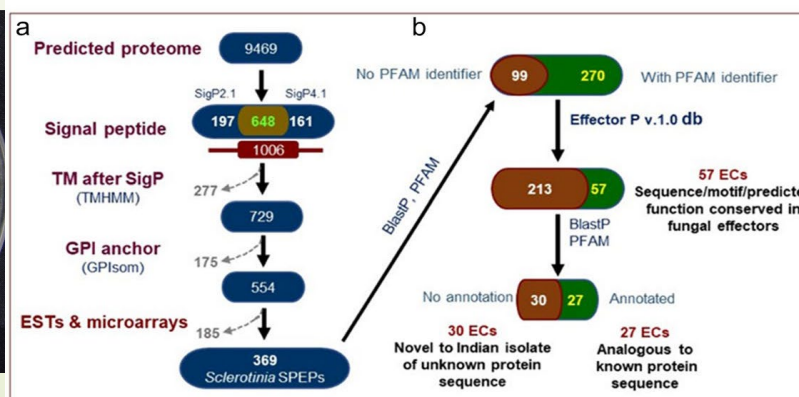 a
Predicted proteome
9469
SigP2.1
SigP4.1
Signal peptide
197
648
161
1006
TM after SigP
(TMHMM)
277
729
GPI anchor
(GPIsom)
175
554
ESTs & microarrays
185
369
Sclerotinia SPEPs
BlastP, PFAM
b
No PFAM identifier
99
270
With PFAM identifier
Effector P v.1.0 db
213
57
57 ECs
Sequence/motif/predicte
function conserved in
fungal effectors
BlastP
PFAM
No annotation
30
27
Annotated
30 ECs
Novel to Indian isolate
of unknown protein
sequence
27 ECs
Analogous to
known protein
sequence